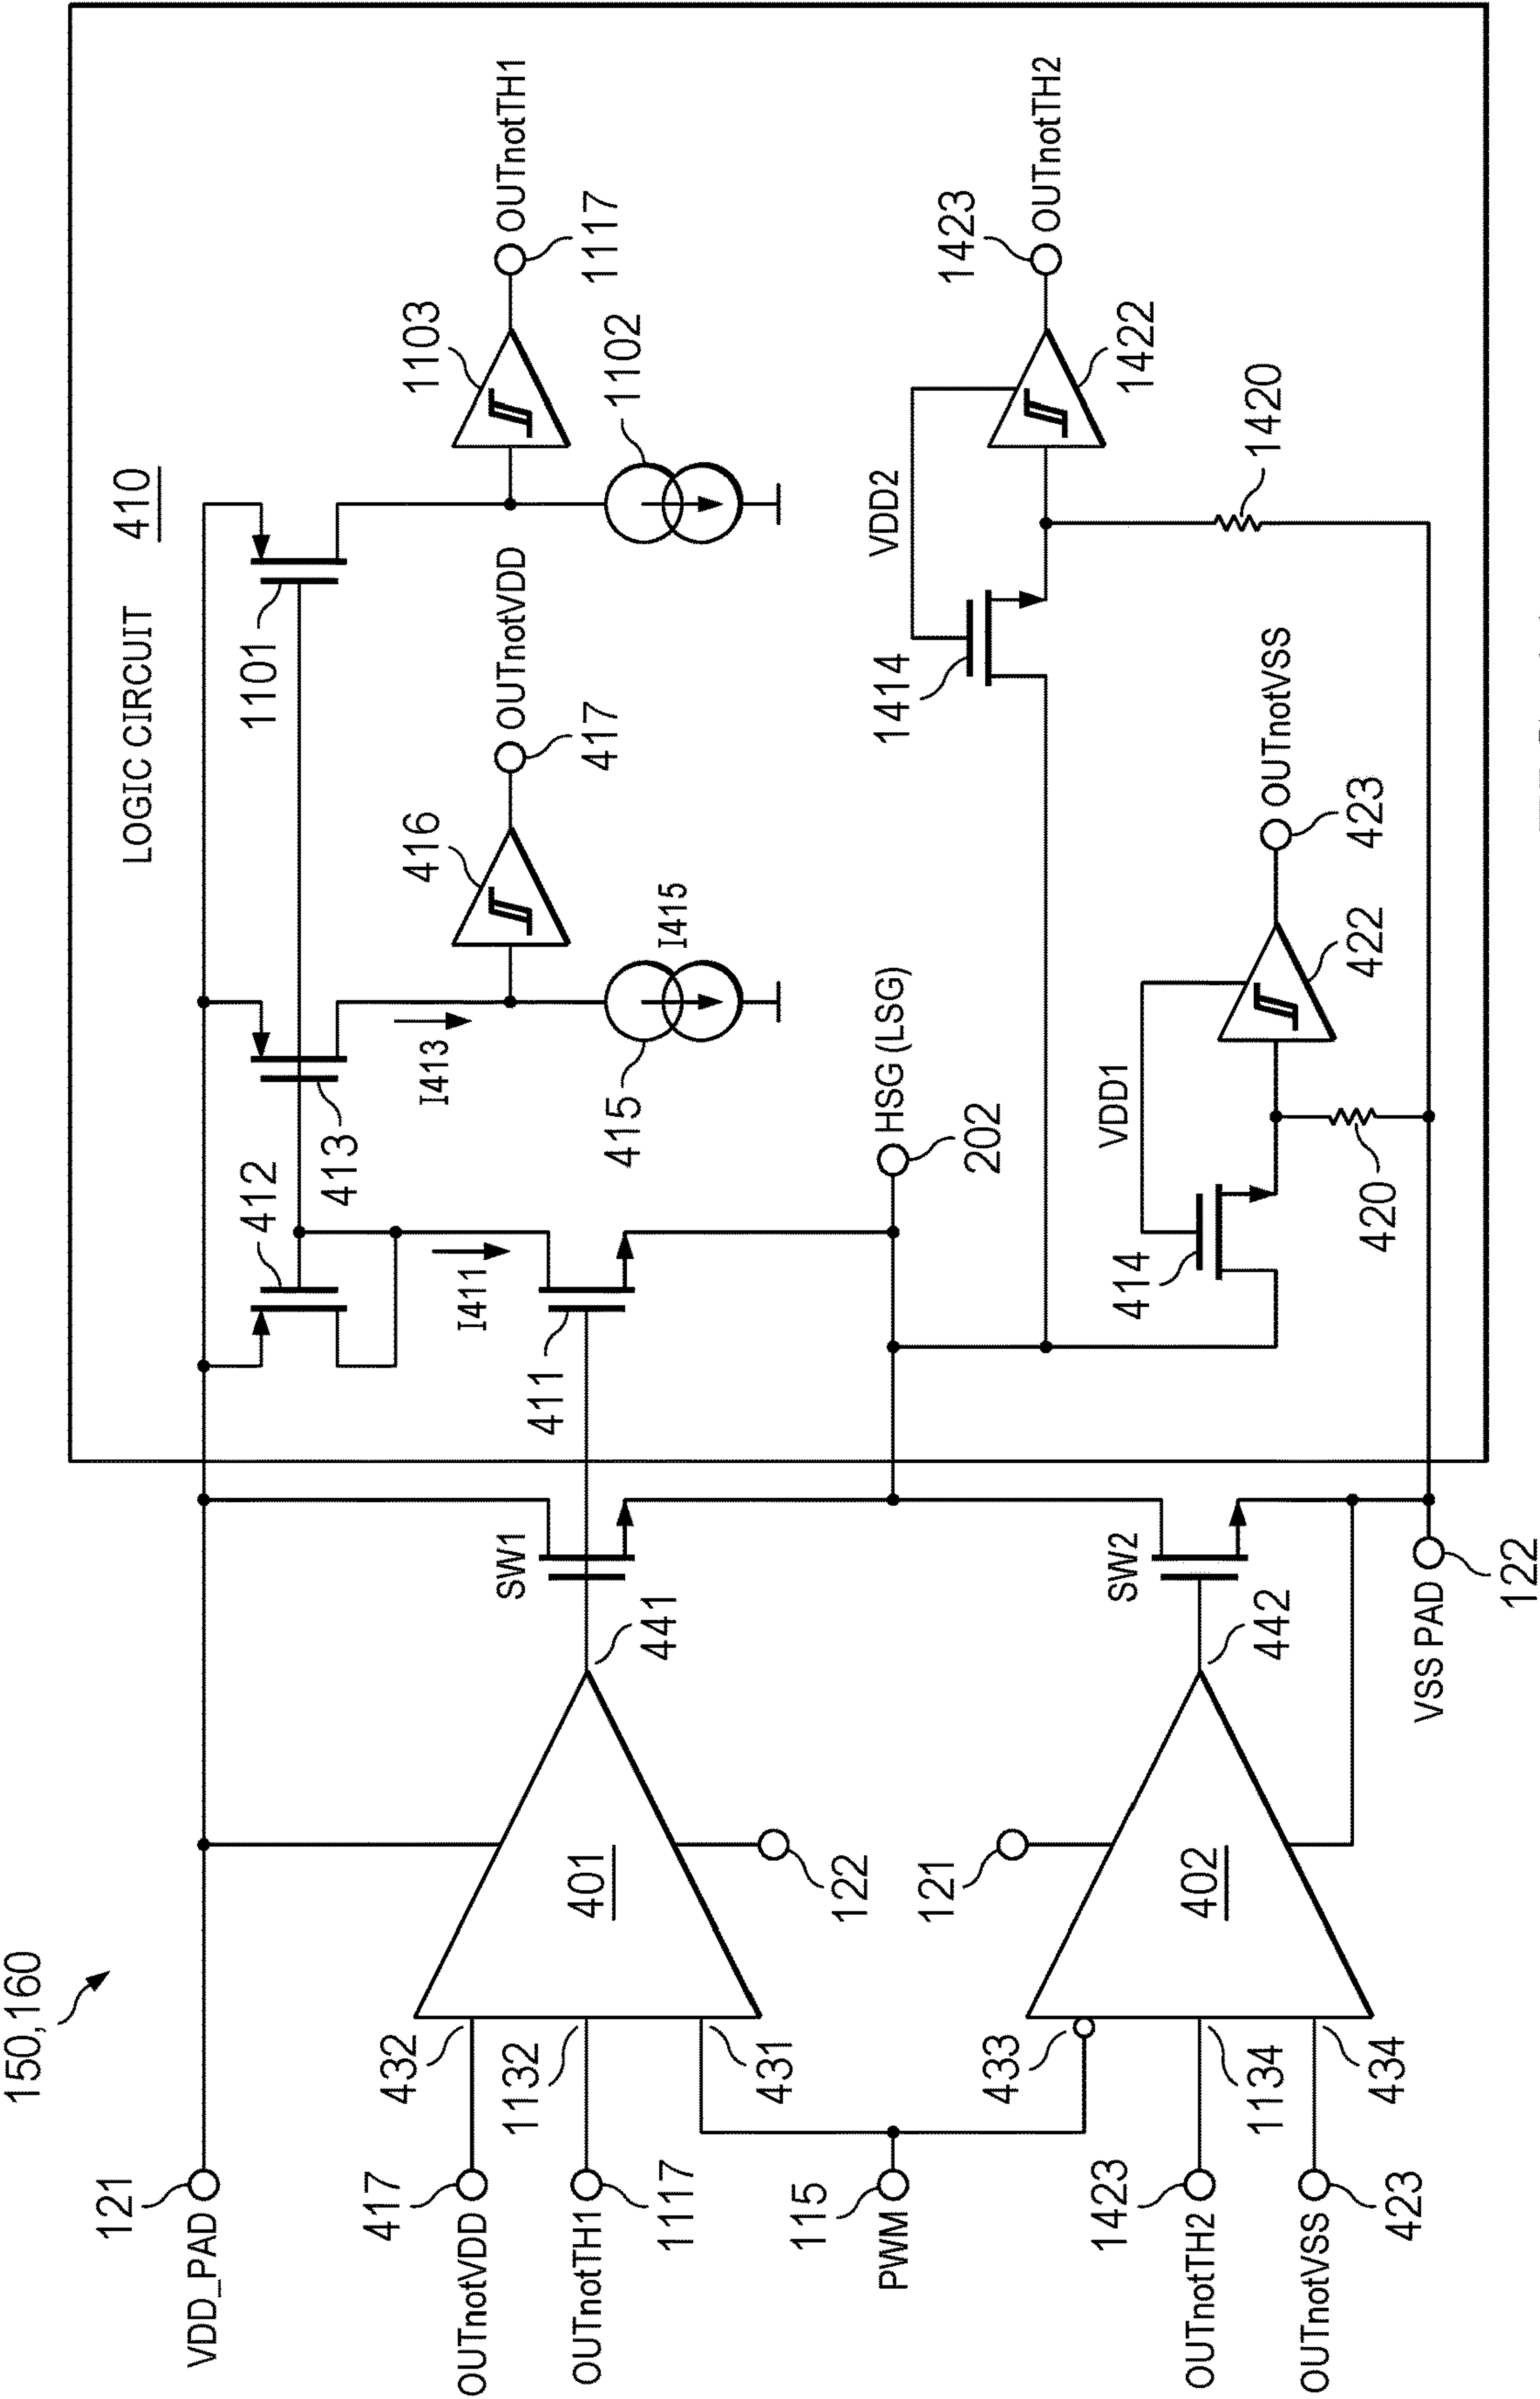 150,160
LOGIC CIRCUIT 410
121
VDD_PAD
417
OUTnotVDD
432
OUTnotTH1
1117
1132
431
401
122
441
SW1
115
PWM
433
121
402
442
SW2
1423
OUTnotTH2
1134
OUTnotVSS
423
434
VSS PAD
122
412
413
1101
I411
411
I413
415
I415
416
OUTnotVDD
417
1103
1102
OUTnotTH1
1117
HSG (LSG)
202
VDD2
1414
1422
1423
OUTnotTH2
1420
VDD1
414
420
422
OUTnotVSS
423